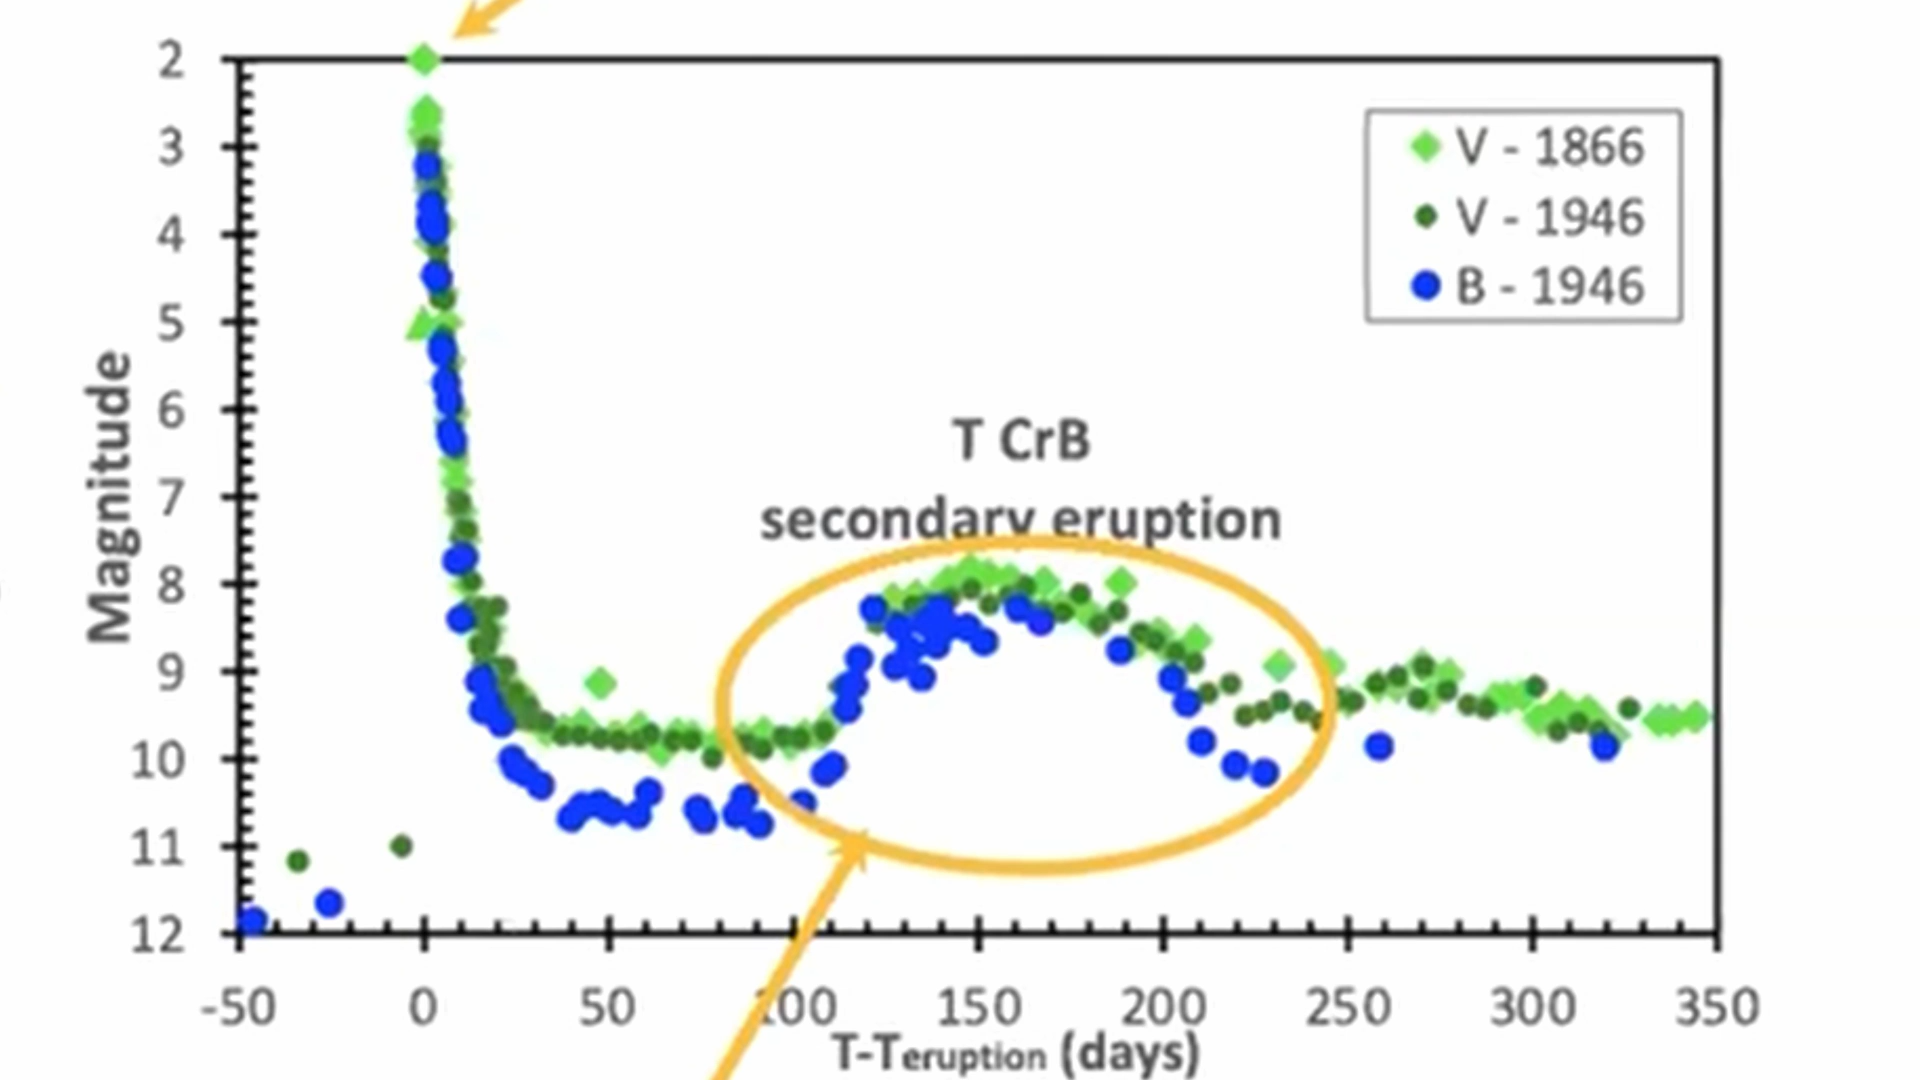 2
3
4
5
6
7
8
9
10
11
12
Magnitude
V - 1866
V - 1946
B - 1946
T CrB
secondary eruption
-50 0 50 100 150 200 250 300 350
T-Teruption (days)